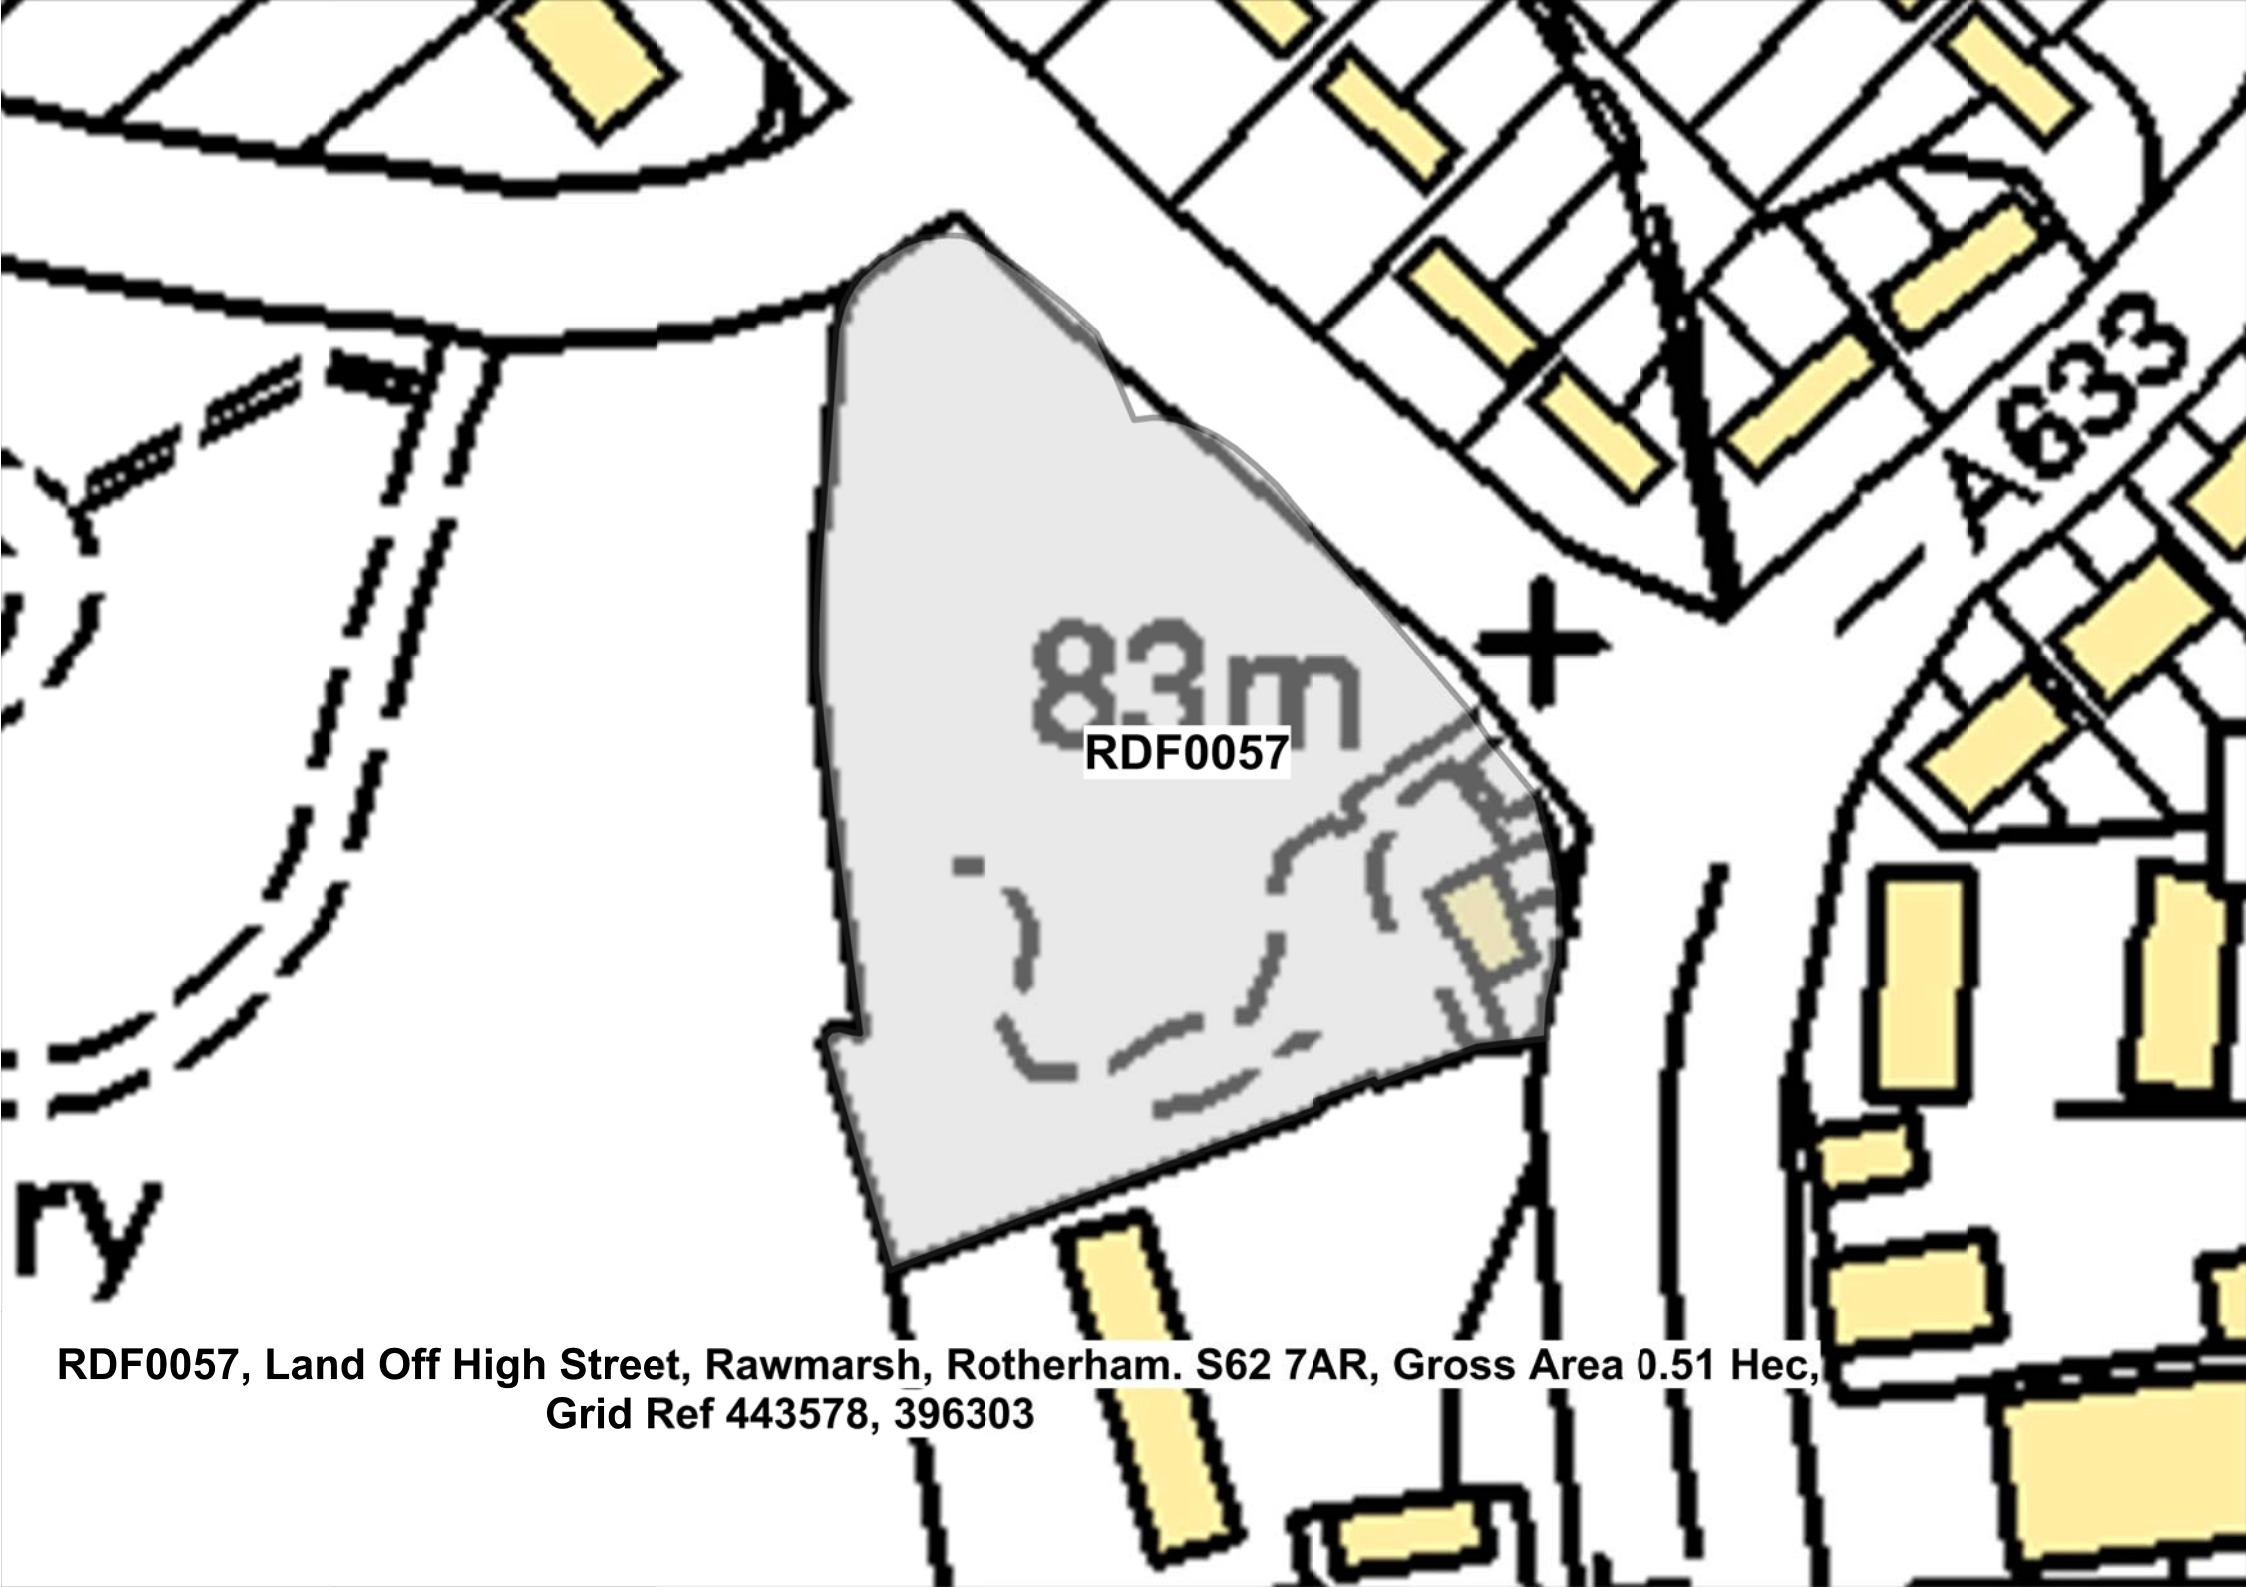 A633
83m
RDF0057
ry
RDF0057, Land Off High Street, Rawmarsh, Rotherham. S62 7AR, Gross Area 0.51 Hec,
Grid Ref 443578, 396303